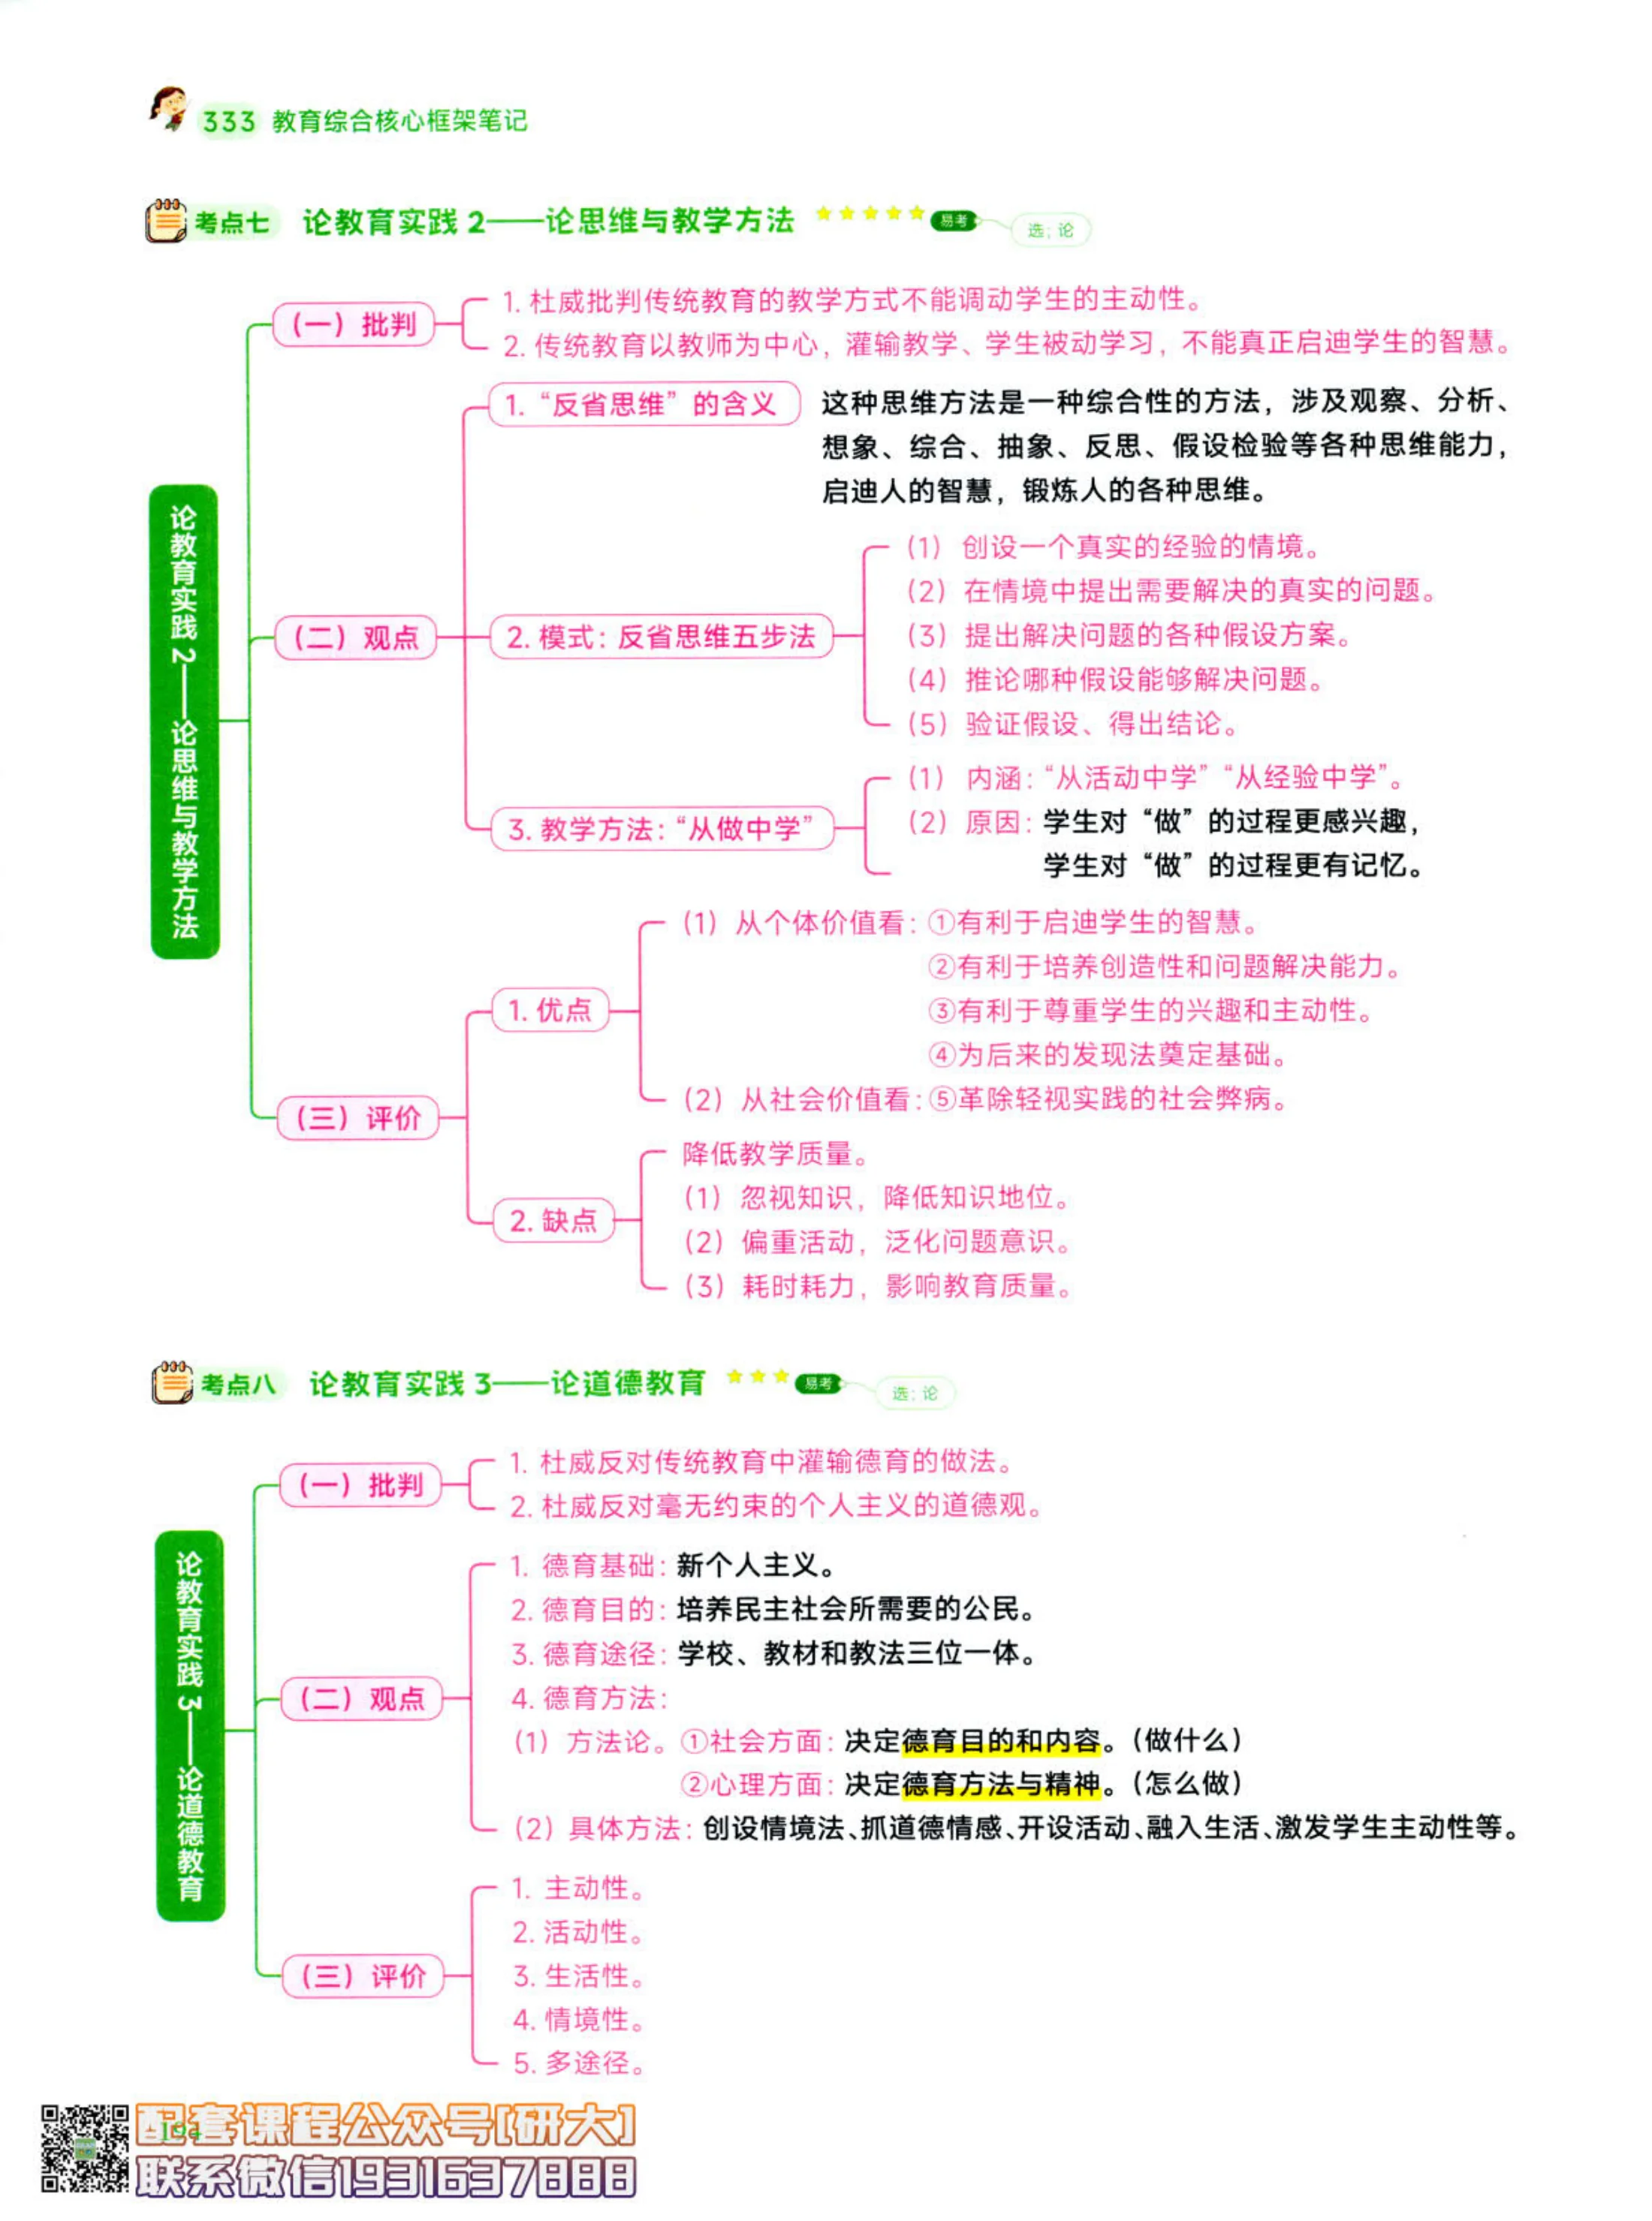 333 教育综合核心框架笔记
考点七 论教育实践 2——论思维与教学方法 易考 选; 论
论教育实践 2——论思维与教学方法
（一）批判
1. 杜威批判传统教育的教学方式不能调动学生的主动性。
2. 传统教育以教师为中心，灌输教学、学生被动学习，不能真正启迪学生的智慧。
（二）观点
1. “反省思维”的含义
这种思维方法是一种综合性的方法，涉及观察、分析、
想象、综合、抽象、反思、假设检验等各种思维能力，
启迪人的智慧，锻炼人的各种思维。
2. 模式：反省思维五步法
（1）创设一个真实的经验的情境。
（2）在情境中提出需要解决的真实的问题。
（3）提出解决问题的各种假设方案。
（4）推论哪种假设能够解决问题。
（5）验证假设、得出结论。
3. 教学方法：“从做中学”
（1）内涵：“从活动中学”“从经验中学”。
（2）原因：学生对“做”的过程更感兴趣，
学生对“做”的过程更有记忆。
（三）评价
1. 优点
（1）从个体价值看：①有利于启迪学生的智慧。
②有利于培养创造性和问题解决能力。
③有利于尊重学生的兴趣和主动性。
④为后来的发现法奠定基础。
（2）从社会价值看：⑤革除轻视实践的社会弊病。
2. 缺点
降低教学质量。
（1）忽视知识，降低知识地位。
（2）偏重活动，泛化问题意识。
（3）耗时耗力，影响教育质量。
考点八 论教育实践 3——论道德教育 易考 选; 论
论教育实践 3——论道德教育
（一）批判
1. 杜威反对传统教育中灌输德育的做法。
2. 杜威反对毫无约束的个人主义的道德观。
（二）观点
1. 德育基础：新个人主义。
2. 德育目的：培养民主社会所需要的公民。
3. 德育途径：学校、教材和教法三位一体。
4. 德育方法：
（1）方法论。①社会方面：决定德育目的和内容。（做什么）
②心理方面：决定德育方法与精神。（怎么做）
（2）具体方法：创设情境法、抓道德情感、开设活动、融入生活、激发学生主动性等。
（三）评价
1. 主动性。
2. 活动性。
3. 生活性。
4. 情境性。
5. 多途径。
配套课程公众号[研大]
联系微信1931637888